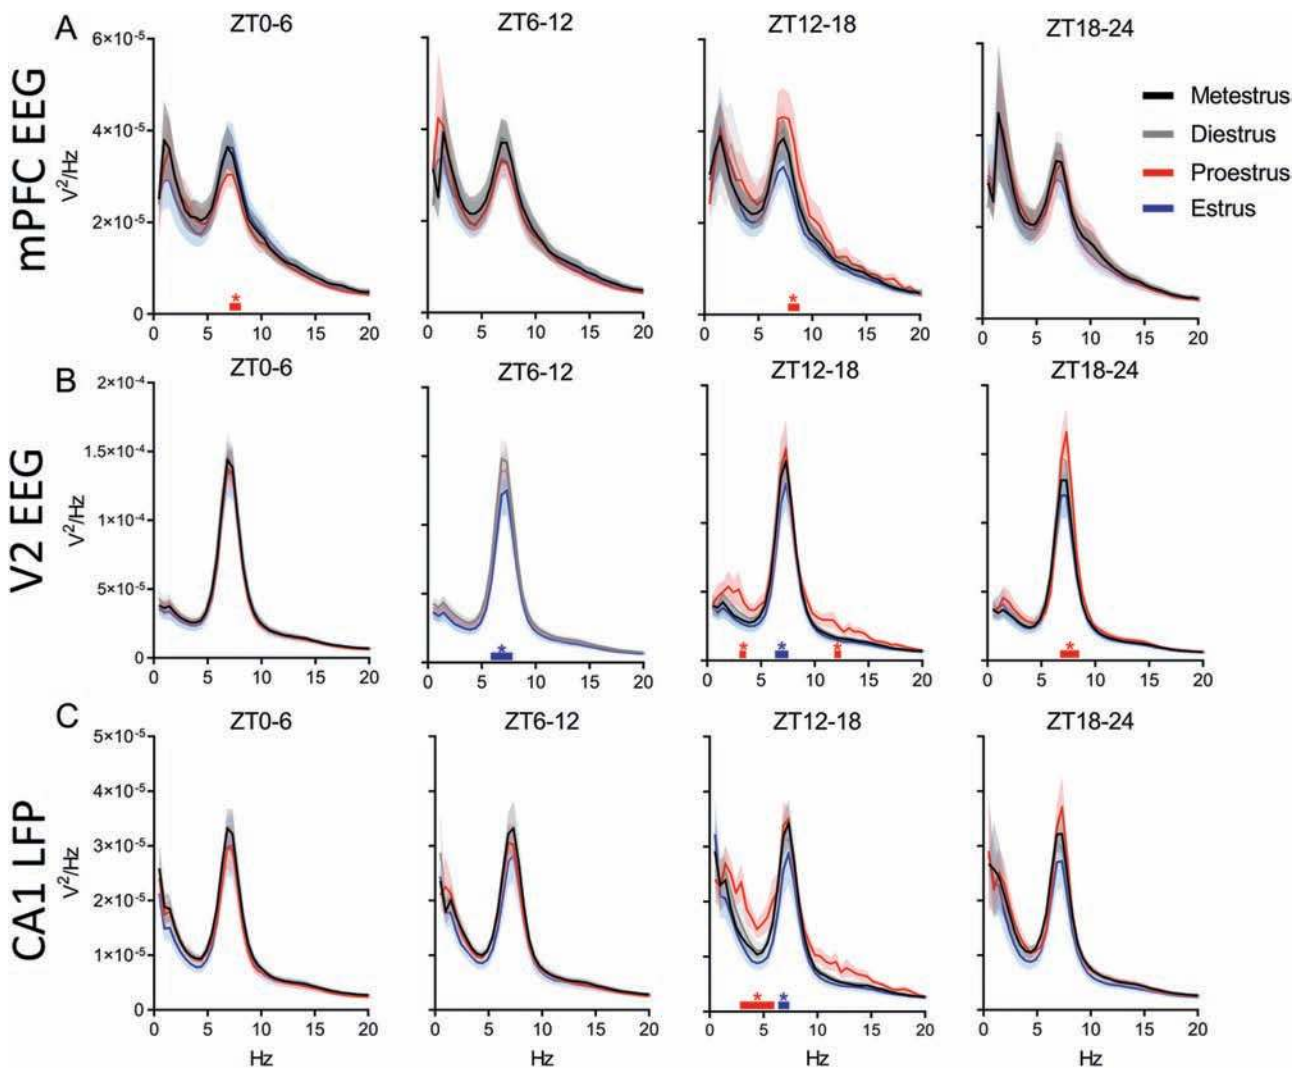 A
ZT0-6
ZT6-12
ZT12-18
ZT18-24
mPFC EEG
V²/Hz
6×10⁻⁵
4×10⁻⁵
2×10⁻⁵
0
*
*
Metestrus
Diestrus
Proestrus
Estrus
0 5 10 15 20
0 5 10 15 20
0 5 10 15 20
0 5 10 15 20
B
ZT0-6
ZT6-12
ZT12-18
ZT18-24
V2 EEG
V²/Hz
2×10⁻⁴
1.5×10⁻⁴
1×10⁻⁴
5×10⁻⁵
0
*
* * *
*
0 5 10 15 20
0 5 10 15 20
0 5 10 15 20
0 5 10 15 20
C
ZT0-6
ZT6-12
ZT12-18
ZT18-24
CA1 LFP
V²/Hz
5×10⁻⁵
4×10⁻⁵
3×10⁻⁵
2×10⁻⁵
1×10⁻⁵
0
* *
0 5 10 15 20
0 5 10 15 20
0 5 10 15 20
0 5 10 15 20
Hz
Hz
Hz
Hz